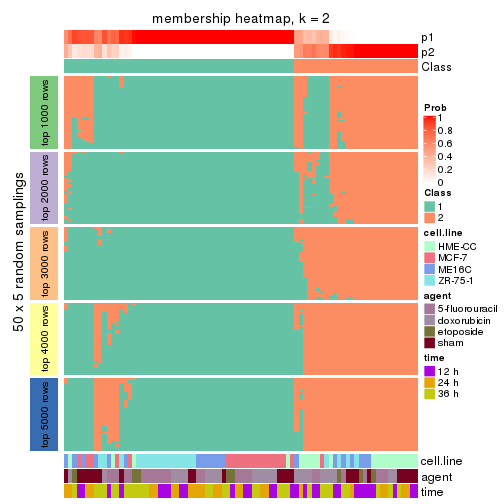 membership heatmap, k = 2
p1
p2
Class
50 x 5 random samplings
top 1000 rows
top 2000 rows
top 3000 rows
top 4000 rows
top 5000 rows
cell.line
agent
time
Prob
1
0.8
0.6
0.4
0.2
0
Class
1
2
cell.line
HME-CC
MCF-7
ME16C
ZR-75-1
agent
5-fluorouracil
doxorubicin
etoposide
sham
time
12 h
24 h
36 h